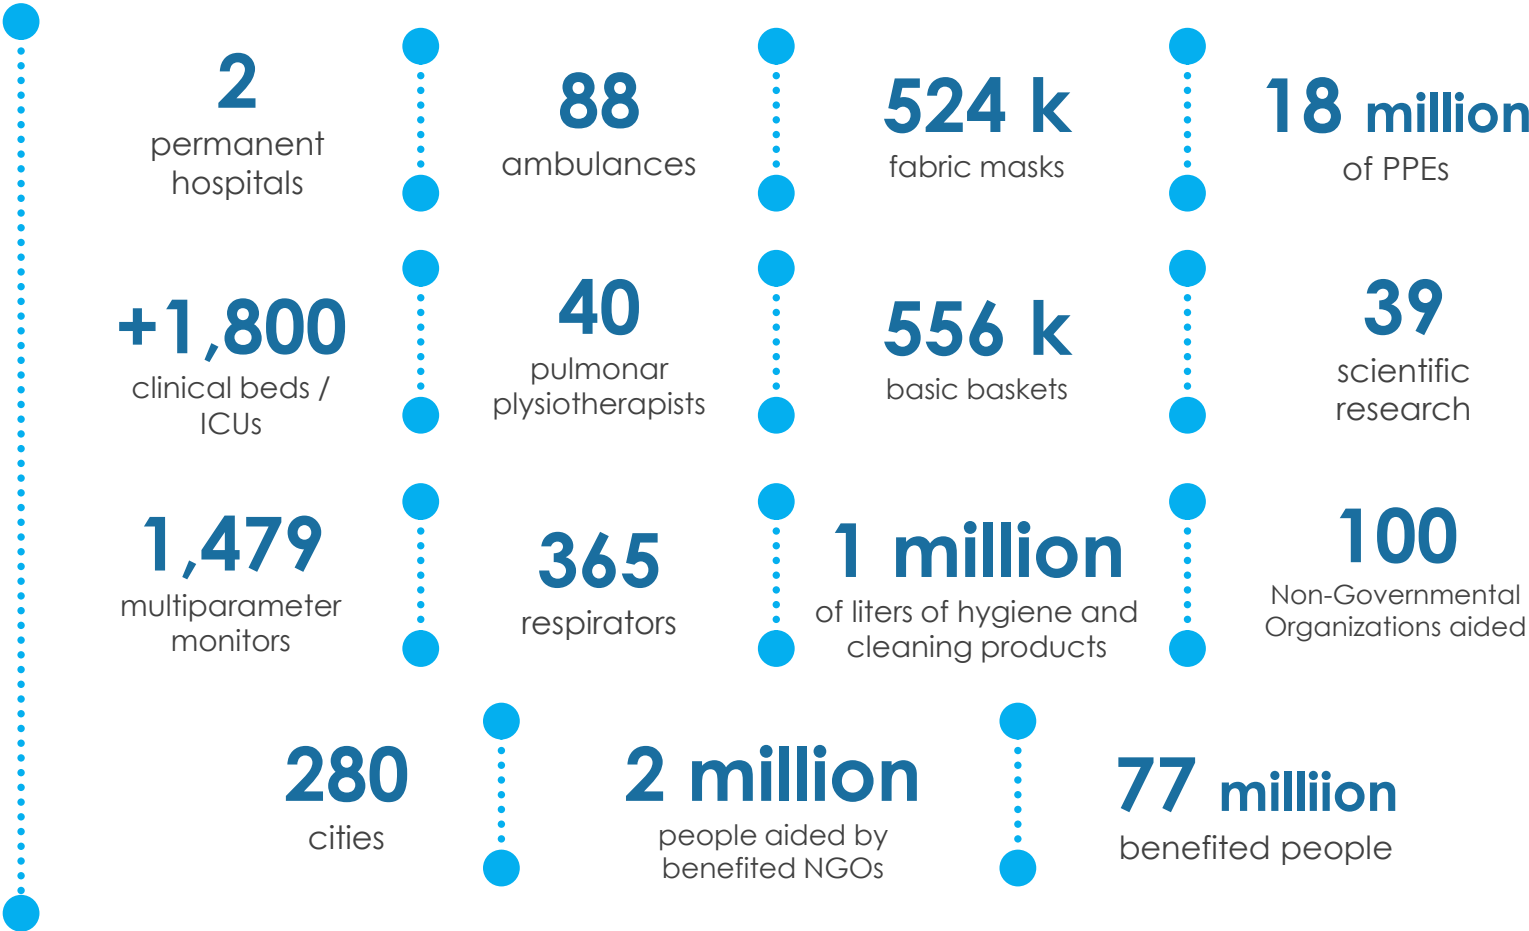 2
permanent
hospitals
88
ambulances
524 k
fabric masks
18 million
of PPEs
+1,800
clinical beds /
ICUs
40
pulmonar
plysiotherapists
556 k
basic baskets
39
scientific
research
1,479
multiparameter
monitors
365
respirators
1 million
of liters of hygiene and
cleaning products
100
Non-Governmental
Organizations aided
280
cities
2 million
people aided by
benefited NGOs
77 milliion
benefited people